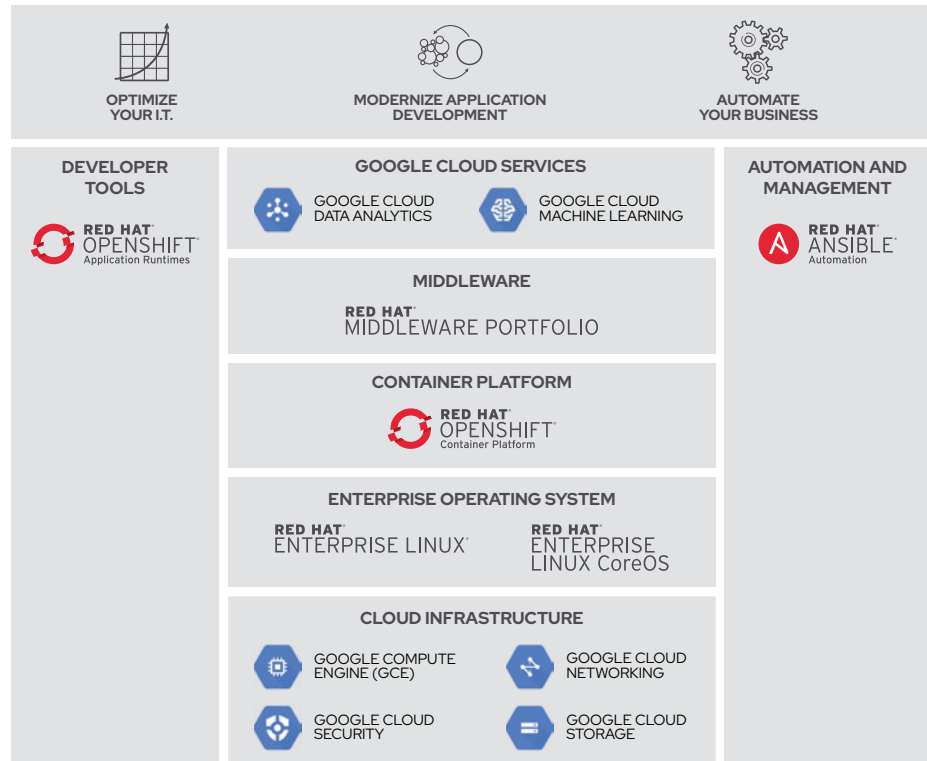 OPTIMIZE
YOUR I.T.
MODERNIZE APPLICATION
DEVELOPMENT
AUTOMATE
YOUR BUSINESS
DEVELOPER
TOOLS
RED HAT®
OPENSHIFT®
Application Runtimes
GOOGLE CLOUD SERVICES
GOOGLE CLOUD
DATA ANALYTICS
GOOGLE CLOUD
MACHINE LEARNING
MIDDLEWARE
RED HAT®
MIDDLEWARE PORTFOLIO
CONTAINER PLATFORM
RED HAT®
OPENSHIFT®
Container Platform
ENTERPRISE OPERATING SYSTEM
RED HAT®
ENTERPRISE LINUX®
RED HAT®
ENTERPRISE
LINUX CoreOS
CLOUD INFRASTRUCTURE
GOOGLE COMPUTE
ENGINE (GCE)
GOOGLE CLOUD
NETWORKING
GOOGLE CLOUD
SECURITY
GOOGLE CLOUD
STORAGE
AUTOMATION AND
MANAGEMENT
RED HAT®
ANSIBLE®
Automation